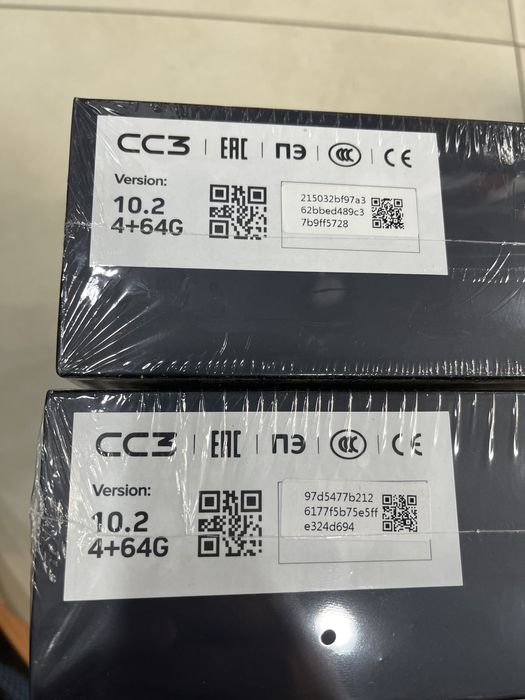 CC3 | EAC | ПЭ | CCC | CE
Version:
10.2
4+64G
215032bf97a3
62bbed489c3
7b9ff5728
CC3 | EAC | ПЭ | CCC | CE
Version:
10.2
4+64G
97d5477b212
6177f5b75e5ff
e324d694